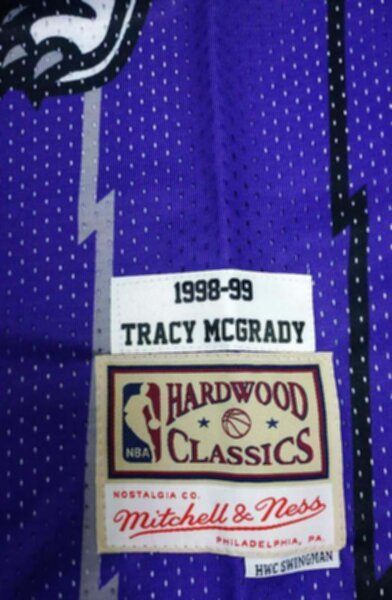 1998-99
TRACY MCGRADY
HARDWOOD
NBA
CLASSICS
NOSTALGIA CO.
Mitchell & Ness
PHILADELPHIA, PA.
HWC SWINGMAN